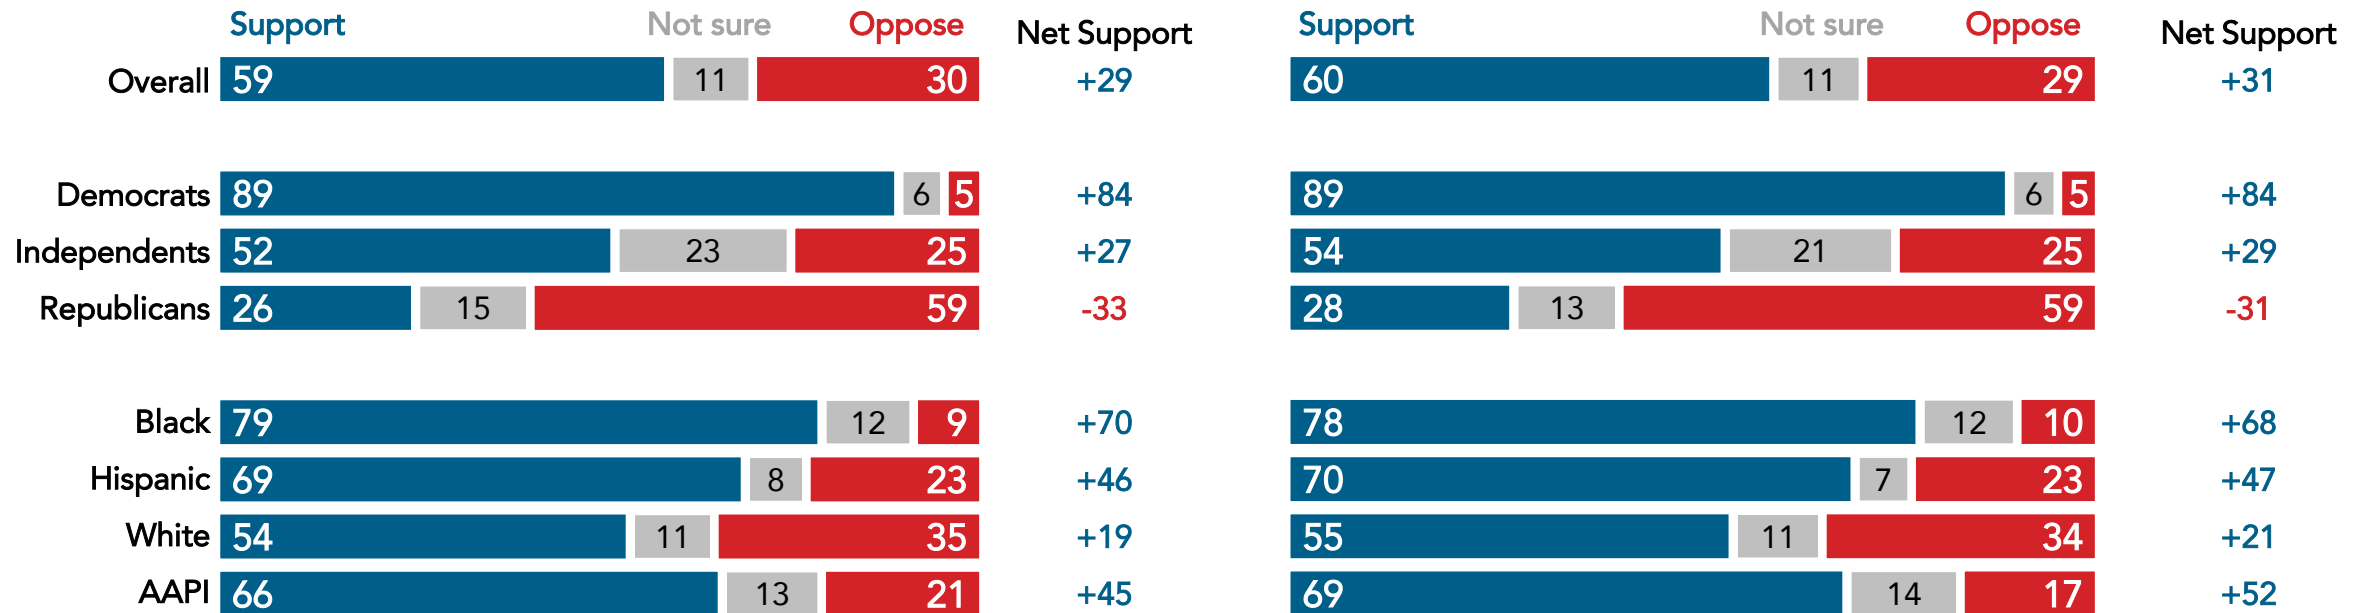 Support Not sure Oppose Net Support Support Not sure Oppose Net Support
Overall 59 11 30 +29 60 11 29 +31
Democrats 89 6 5 +84 89 6 5 +84
Independents 52 23 25 +27 54 21 25 +29
Republicans 26 15 59 -33 28 13 59 -31
Black 79 12 9 +70 78 12 10 +68
Hispanic 69 8 23 +46 70 7 23 +47
White 54 11 35 +19 55 11 34 +21
AAPI 66 13 21 +45 69 14 17 +52